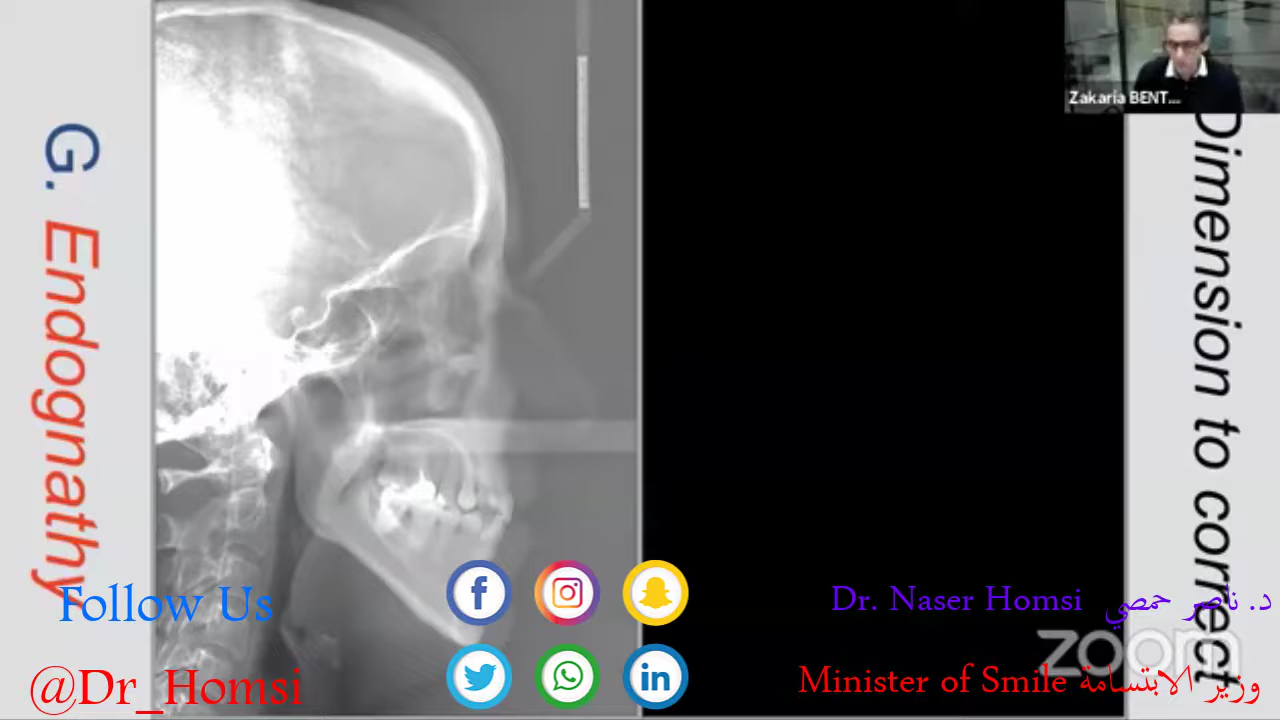 G. Endognathy
Zakaria BENT...
Dimension to correct
Follow Us
@Dr_Homsi
Dr. Naser Homsi د. ناصر حمصي
zoom
Minister of Smile وزير الابتسامة